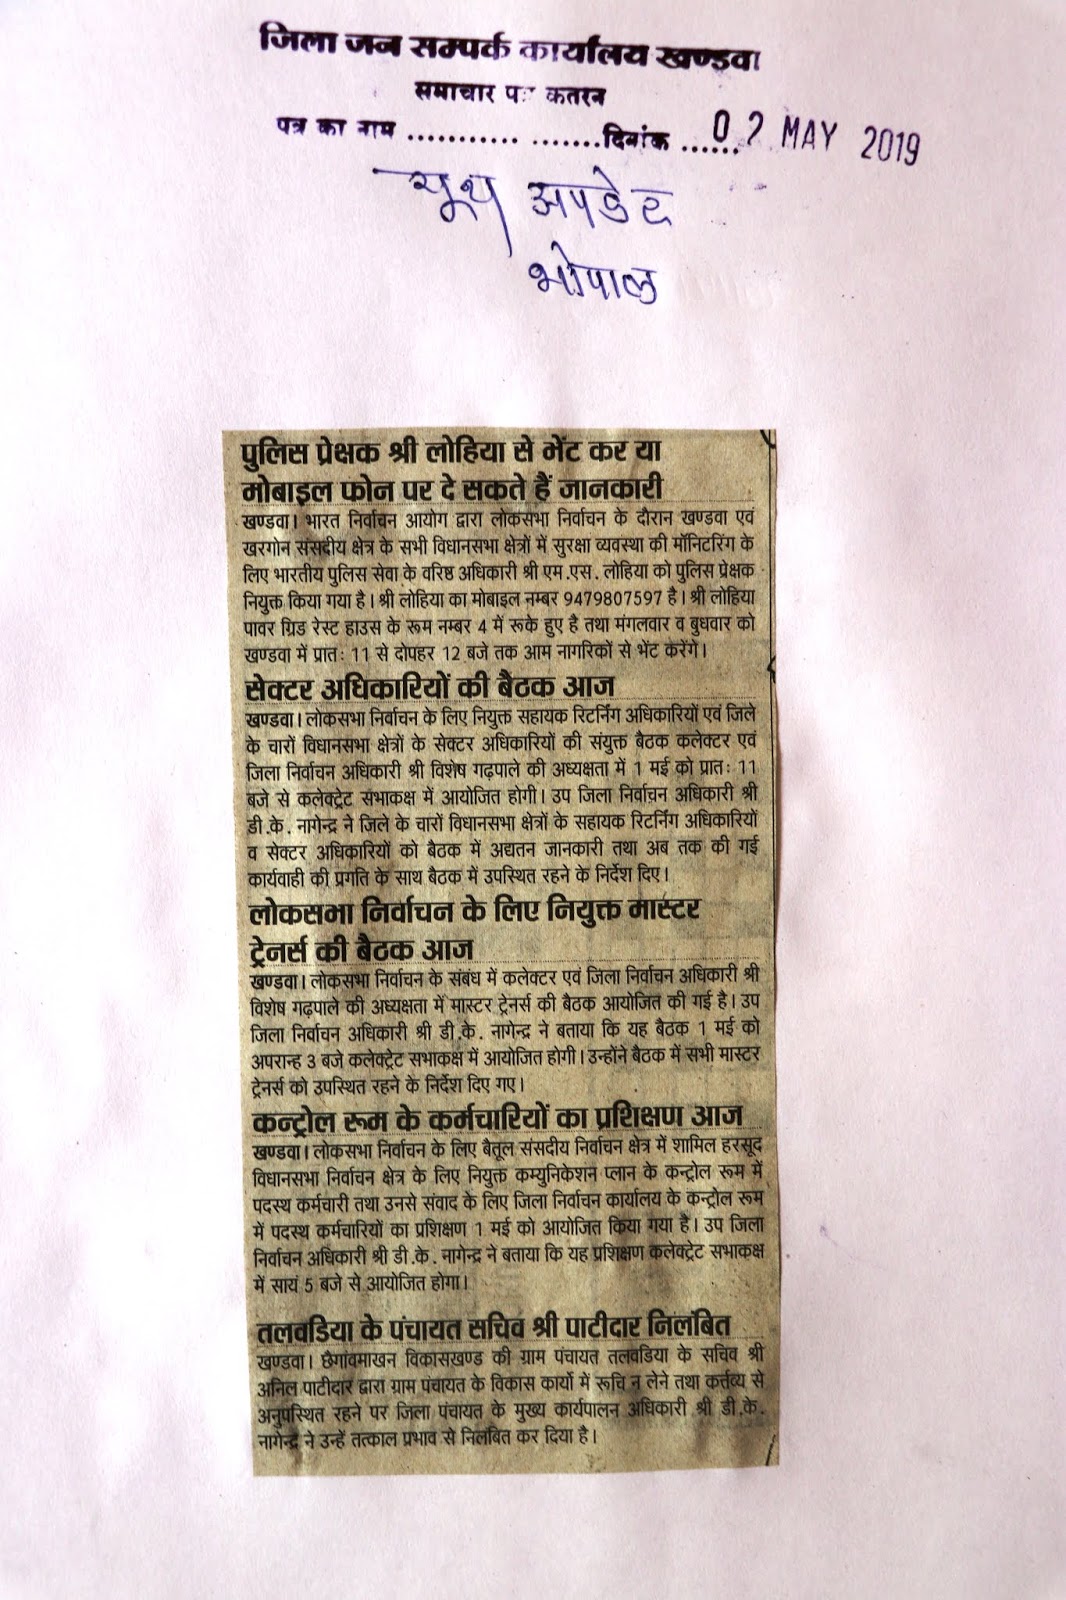 जिला जन सम्पर्क कार्यालय खण्डवा
समाचार पत्र कतरन
पत्र का नाम ........... .......दिनांक ...... 02 MAY 2019
यूथ अपडेट
भोपाल
पुलिस प्रेक्षक श्री लोहिया से भेंट कर या
मोबाइल फोन पर दे सकते हैं जानकारी
खण्डवा। भारत निर्वाचन आयोग द्वारा लोकसभा निर्वाचन के दौरान खण्डवा एवं
खरगोन संसदीय क्षेत्र के सभी विधानसभा क्षेत्रों में सुरक्षा व्यवस्था की मॉनिटरिंग के
लिए भारतीय पुलिस सेवा के वरिष्ठ अधिकारी श्री एम.एस. लोहिया को पुलिस प्रेक्षक
नियुक्त किया गया है। श्री लोहिया का मोबाइल नम्बर 9479807597 है। श्री लोहिया
पावर ग्रिड रेस्ट हाउस के रूम नम्बर 4 में रूके हुए है तथा मंगलवार व बुधवार को
खण्डवा में प्रातः 11 से दोपहर 12 बजे तक आम नागरिकों से भेंट करेंगे।
सेक्टर अधिकारियों की बैठक आज
खण्डवा। लोकसभा निर्वाचन के लिए नियुक्त सहायक रिटर्निंग अधिकारियों एवं जिले
के चारों विधानसभा क्षेत्रों के सेक्टर अधिकारियों की संयुक्त बैठक कलेक्टर एवं
जिला निर्वाचन अधिकारी श्री विशेष गढ़पाले की अध्यक्षता में 1 मई को प्रातः 11
बजे से कलेक्ट्रेट सभाकक्ष में आयोजित होगी। उप जिला निर्वाचन अधिकारी श्री
डी.के. नागेन्द्र ने जिले के चारों विधानसभा क्षेत्रों के सहायक रिटर्निंग अधिकारियों
व सेक्टर अधिकारियों को बैठक में अद्यतन जानकारी तथा अब तक की गई
कार्यवाही की प्रगति के साथ बैठक में उपस्थित रहने के निर्देश दिए।
लोकसभा निर्वाचन के लिए नियुक्त मास्टर
ट्रेनर्स की बैठक आज
खण्डवा। लोकसभा निर्वाचन के संबंध में कलेक्टर एवं जिला निर्वाचन अधिकारी श्री
विशेष गढ़पाले की अध्यक्षता में मास्टर ट्रेनर्स की बैठक आयोजित की गई है। उप
जिला निर्वाचन अधिकारी श्री डी.के. नागेन्द्र ने बताया कि यह बैठक 1 मई को
अपरान्ह 3 बजे कलेक्ट्रेट सभाकक्ष में आयोजित होगी। उन्होंने बैठक में सभी मास्टर
ट्रेनर्स को उपस्थित रहने के निर्देश दिए गए।
कन्ट्रोल रूम के कर्मचारियों का प्रशिक्षण आज
खण्डवा। लोकसभा निर्वाचन के लिए बैतूल संसदीय निर्वाचन क्षेत्र में शामिल हरसूद
विधानसभा निर्वाचन क्षेत्र के लिए नियुक्त कम्युनिकेशन प्लान के कन्ट्रोल रूम में
पदस्थ कर्मचारी तथा उनसे संवाद के लिए जिला निर्वाचन कार्यालय के कन्ट्रोल रूम
में पदस्थ कर्मचारियों का प्रशिक्षण 1 मई को आयोजित किया गया है। उप जिला
निर्वाचन अधिकारी श्री डी.के. नागेन्द्र ने बताया कि यह प्रशिक्षण कलेक्ट्रेट सभाकक्ष
में सायं 5 बजे से आयोजित होगा।
तलवडिया के पंचायत सचिव श्री पाटीदार निलंबित
खण्डवा। छैगांवमाखन विकासखण्ड की ग्राम पंचायत तलवडिया के सचिव श्री
अनिल पाटीदार द्वारा ग्राम पंचायत के विकास कार्यो में रूचि न लेने तथा कर्त्तव्य से
अनुपस्थित रहने पर जिला पंचायत के मुख्य कार्यपालन अधिकारी श्री डी.के.
नागेन्द्र ने उन्हें तत्काल प्रभाव से निलंबित कर दिया है।